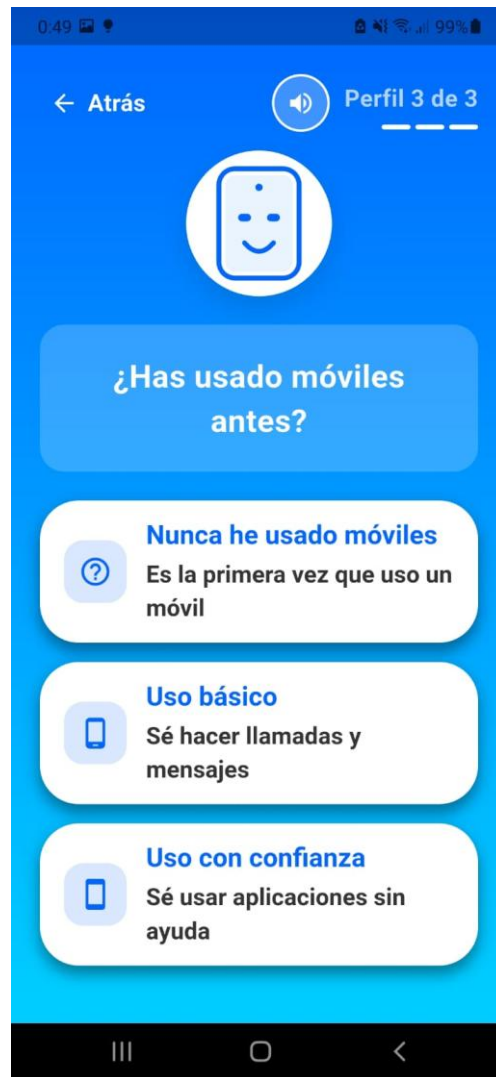 0:49
99%
Atrás
Perfil 3 de 3
¿Has usado móviles
antes?
Nunca he usado móviles
Es la primera vez que uso un
móvil
Uso básico
Sé hacer llamadas y
mensajes
Uso con confianza
Sé usar aplicaciones sin
ayuda